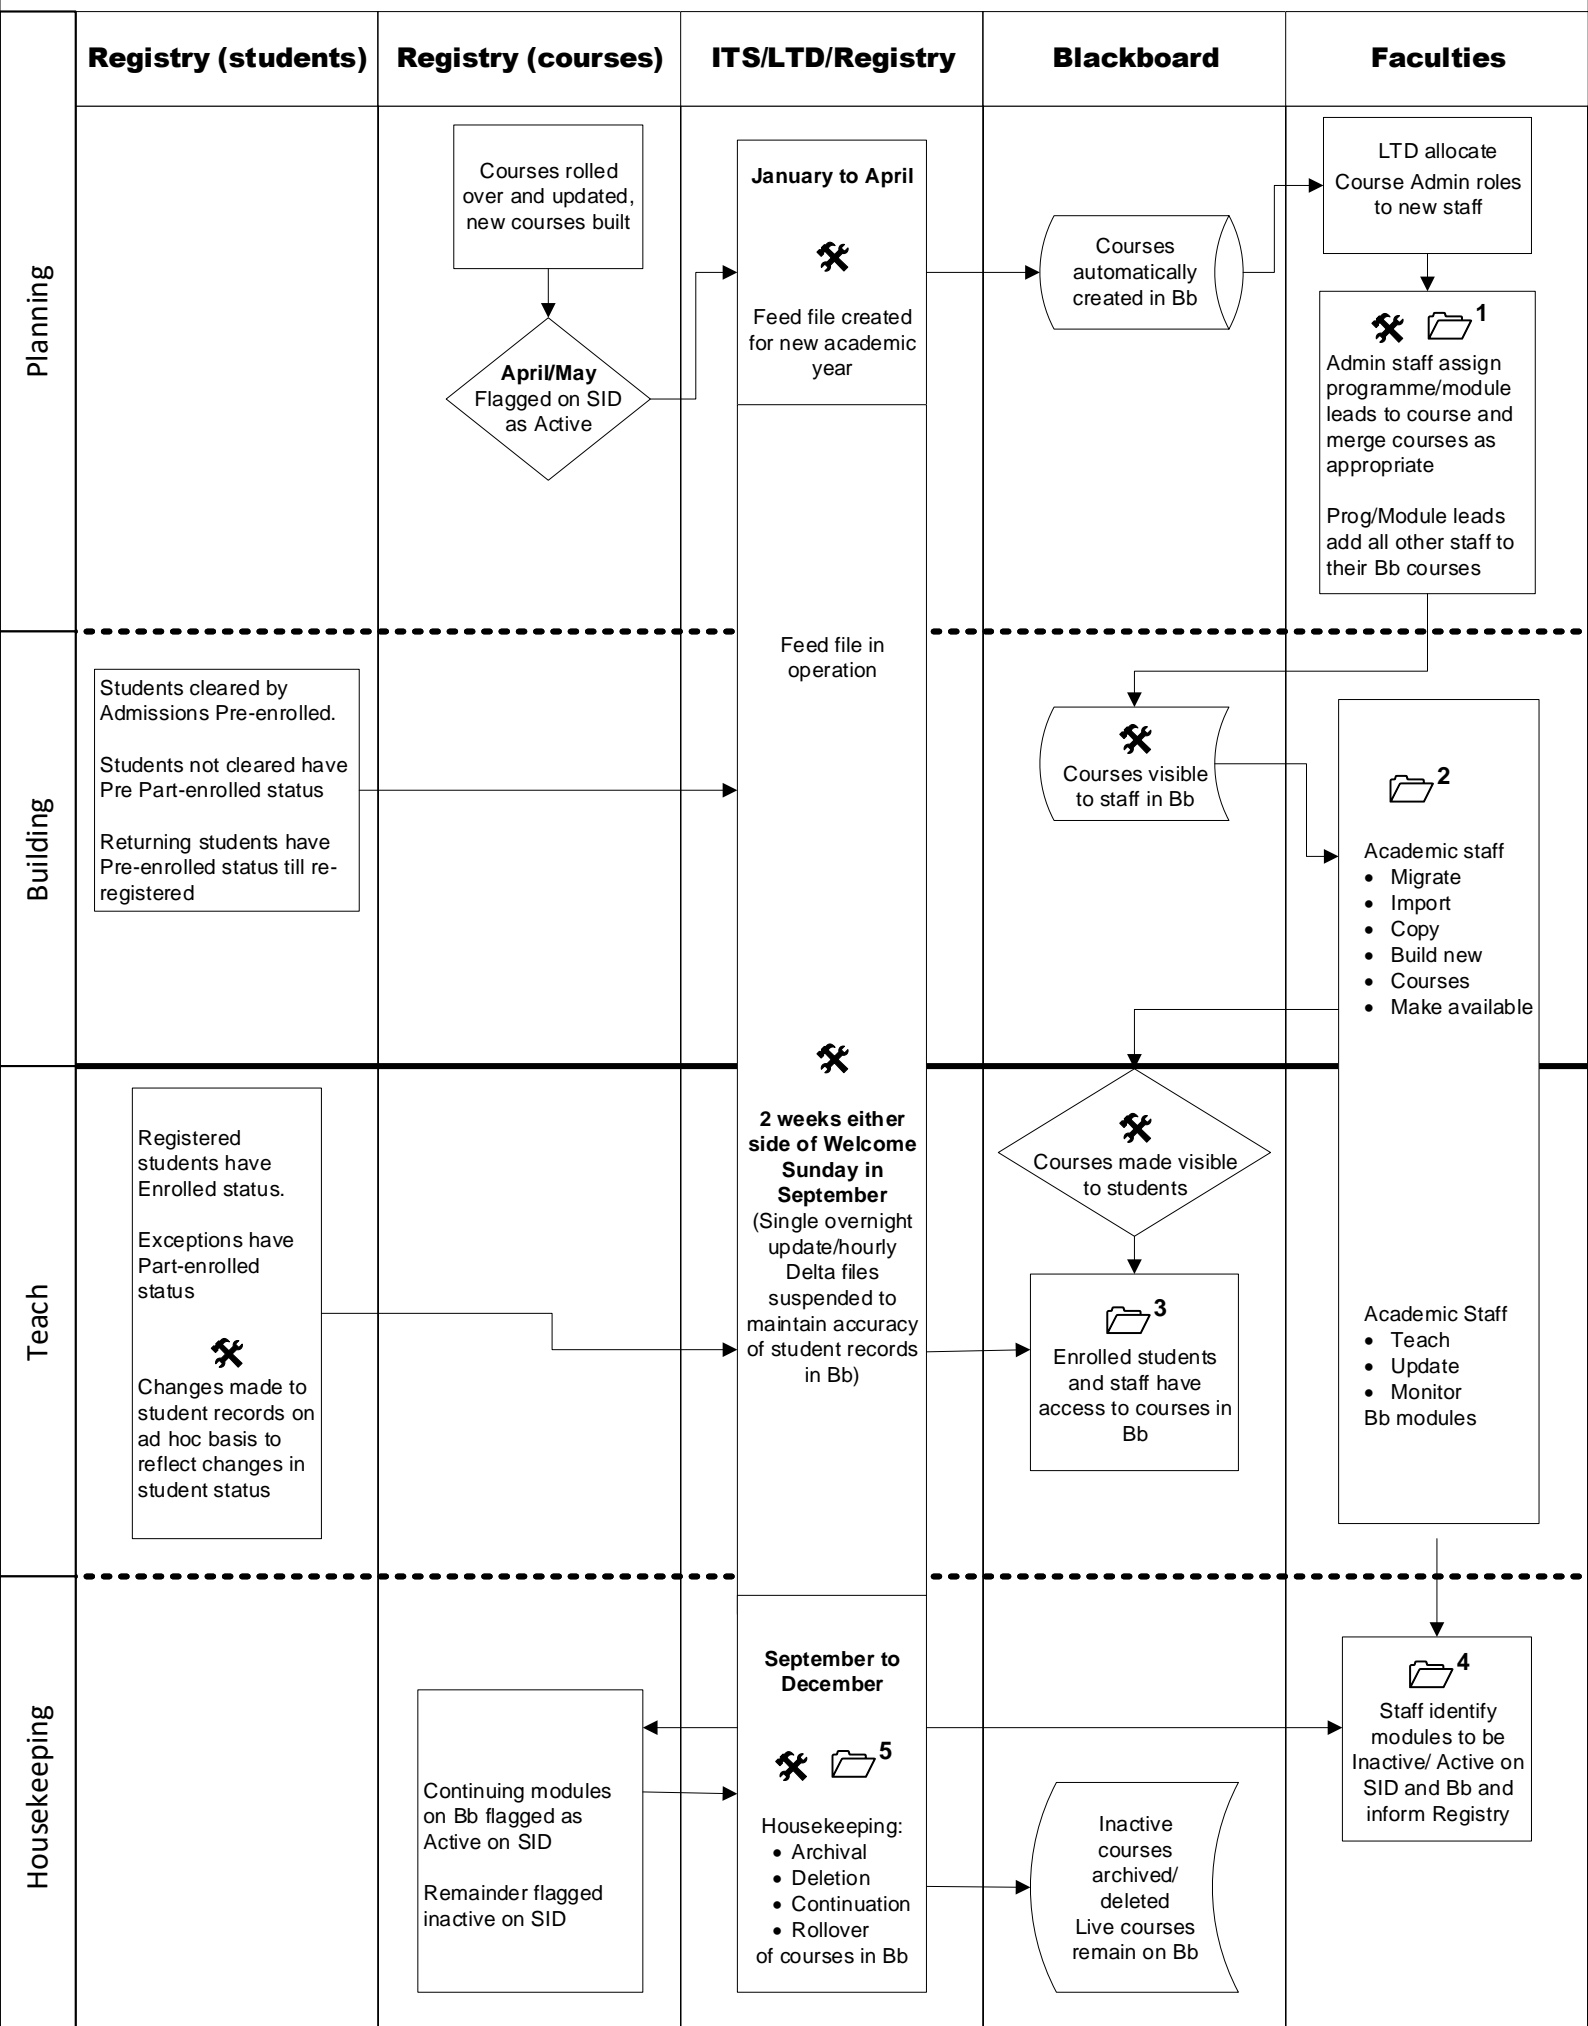 Registry (students)
Registry (courses)
ITS/LTD/Registry
Blackboard
Faculties
Planning
Courses rolled
over and updated,
new courses built
April/May
Flagged on SID
as Active
January to April
Feed file created
for new academic
year
Courses
automatically
created in Bb
LTD allocate
Course Admin roles
to new staff
1
Admin staff assign
programme/module
leads to course and
merge courses as
appropriate
Prog/Module leads
add all other staff to
their Bb courses
Building
Students cleared by
Admissions Pre-enrolled.
Students not cleared have
Pre Part-enrolled status
Returning students have
Pre-enrolled status till re-
registered
Feed file in
operation
Courses visible
to staff in Bb
2
Academic staff
• Migrate
• Import
• Copy
• Build new
• Courses
• Make available
Teach
Registered
students have
Enrolled status.
Exceptions have
Part-enrolled
status
Changes made to
student records on
ad hoc basis to
reflect changes in
student status
2 weeks either
side of Welcome
Sunday in
September
(Single overnight
update/hourly
Delta files
suspended to
maintain accuracy
of student records
in Bb)
Courses made visible
to students
3
Enrolled students
and staff have
access to courses in
Bb
Academic Staff
• Teach
• Update
• Monitor
Bb modules
Housekeeping
Continuing modules
on Bb flagged as
Active on SID
Remainder flagged
inactive on SID
September to
December
5
Housekeeping:
• Archival
• Deletion
• Continuation
• Rollover
of courses in Bb
Inactive
courses
archived/
deleted
Live courses
remain on Bb
4
Staff identify
modules to be
Inactive/ Active on
SID and Bb and
inform Registry